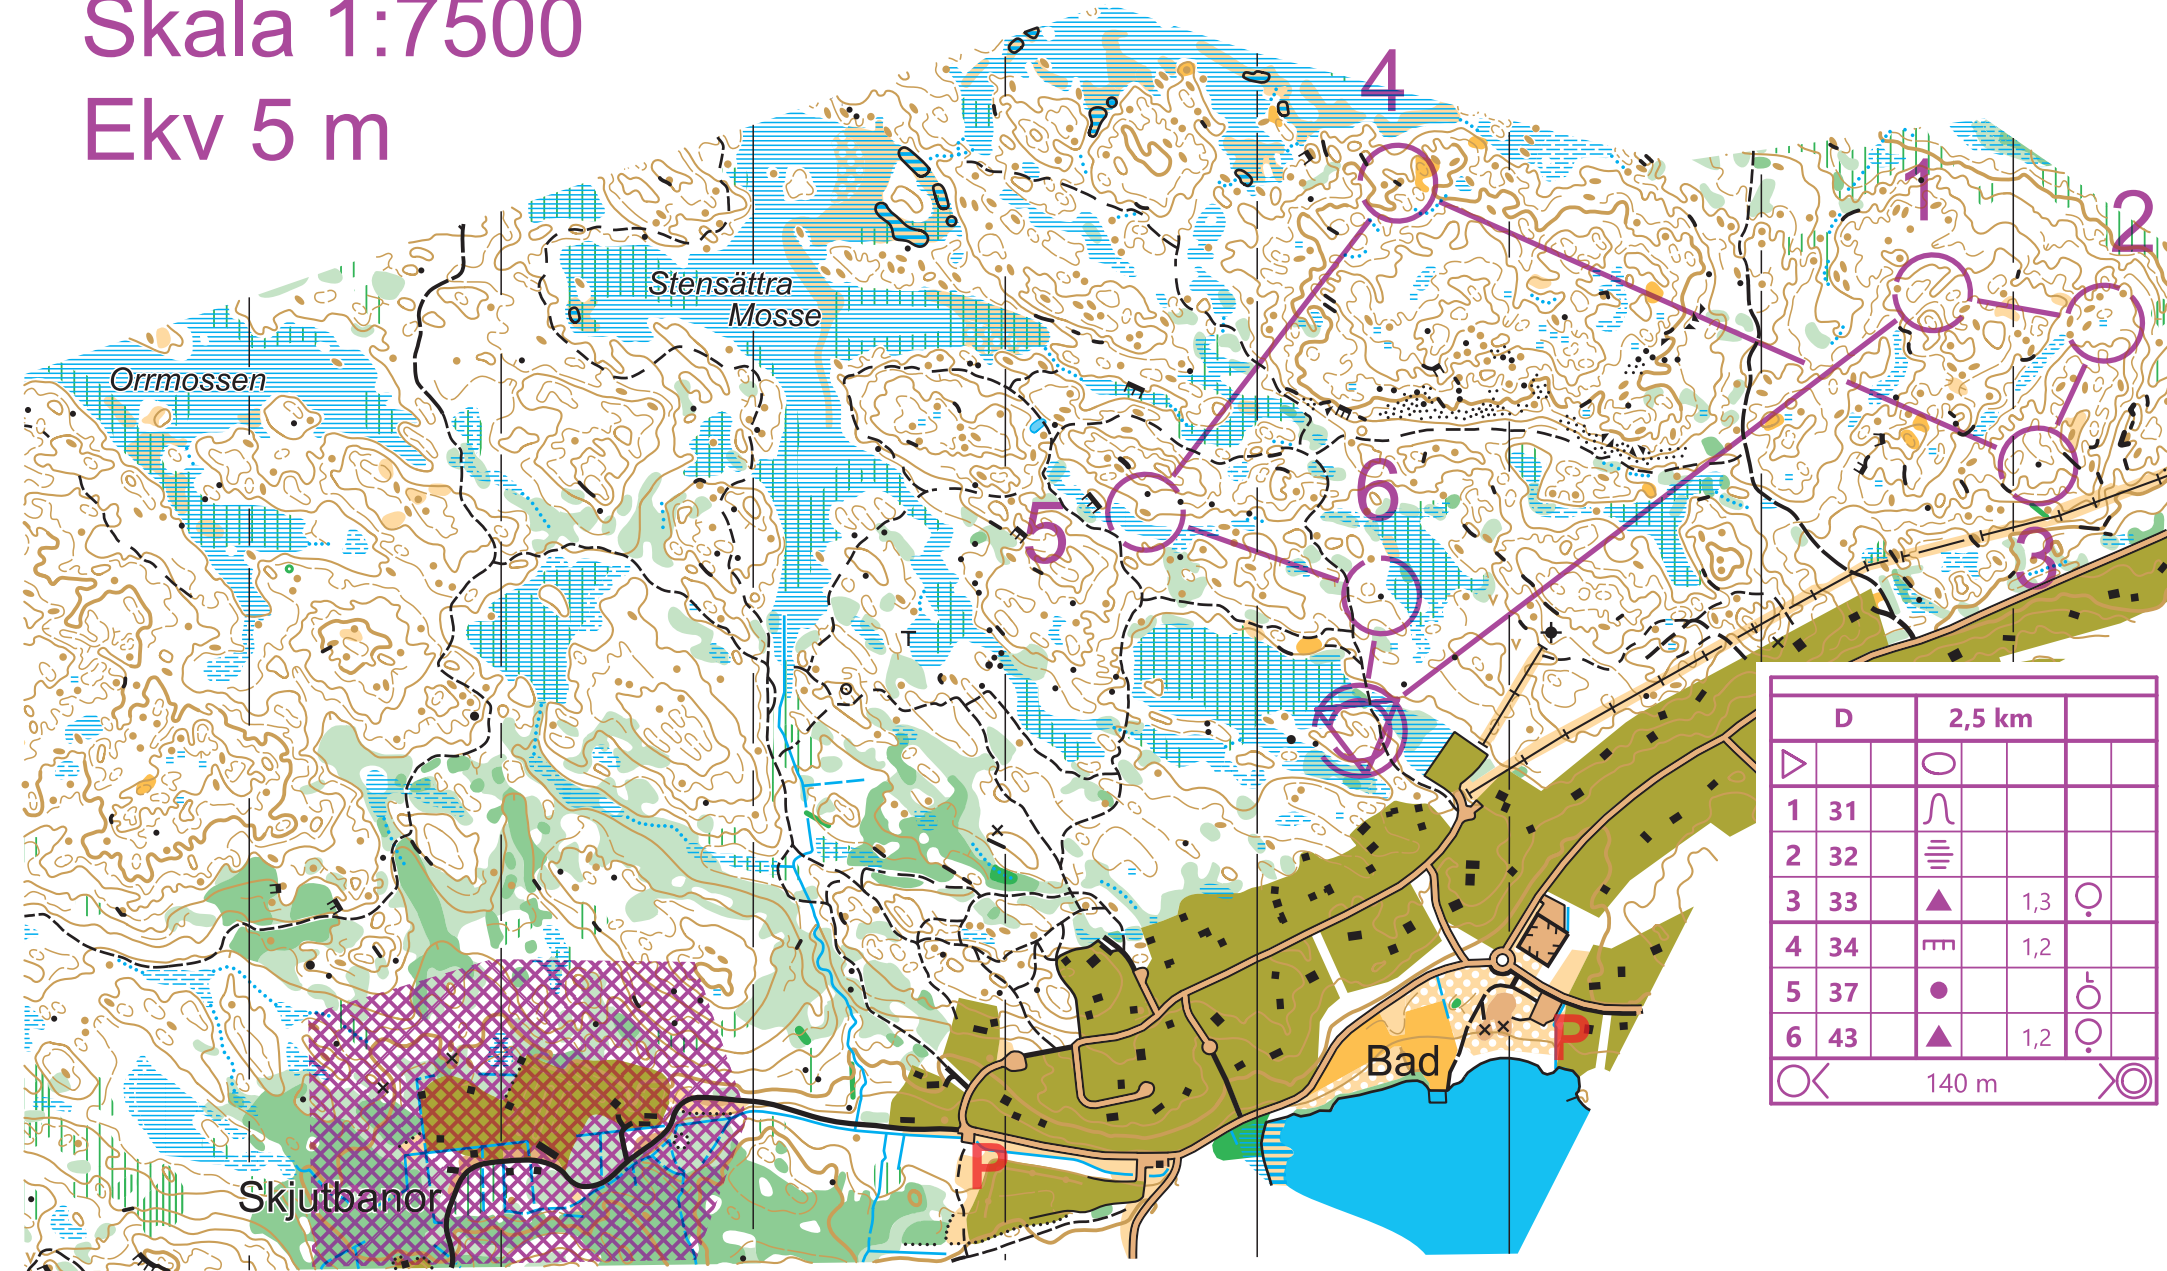 Skala 1:7500
Ekv 5 m
4
1
2
Stensättra
Mosse
Orrmossen
6
5
3
D 2,5 km
1 31
2 32
3 33 1,3
4 34 1,2
5 37
6 43 1,2
140 m
P
Bad
P
Skjutbanor